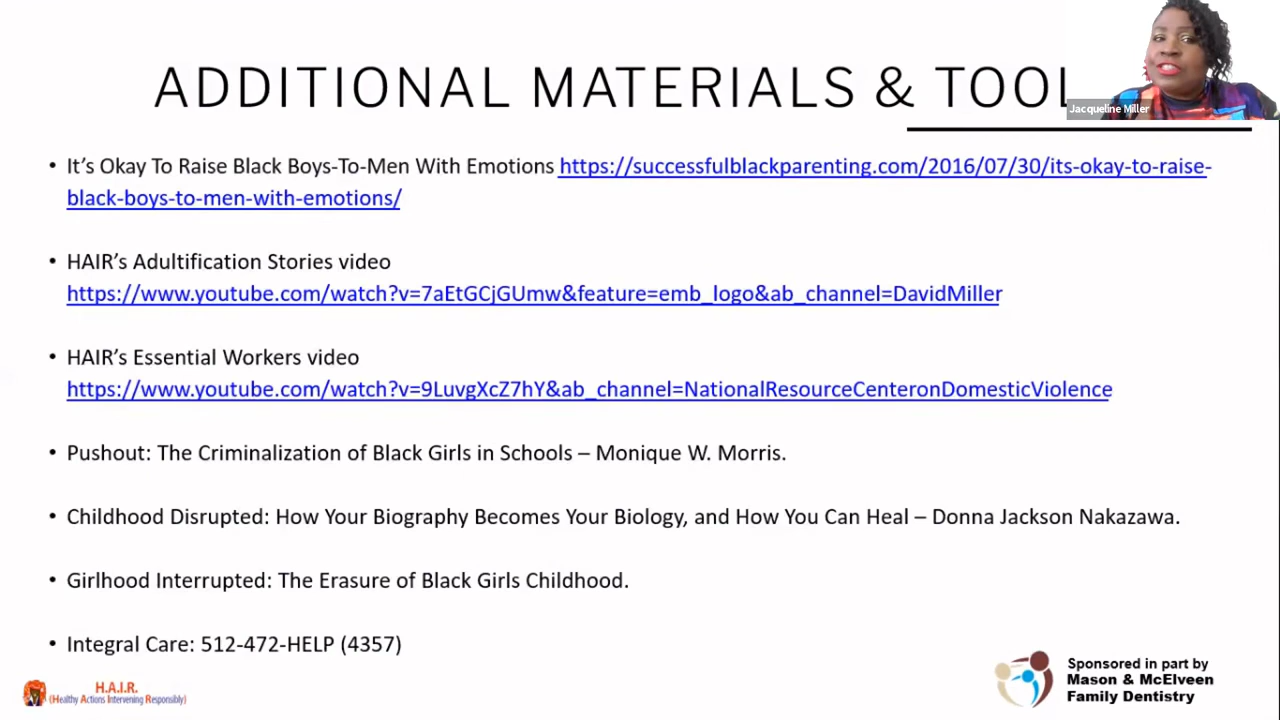 ADDITIONAL MATERIALS & TOOL
Jacqueline Miller
• It’s Okay To Raise Black Boys-To-Men With Emotions https://successfulblackparenting.com/2016/07/30/its-okay-to-raise-
black-boys-to-men-with-emotions/
• HAIR’s Adultification Stories video
https://www.youtube.com/watch?v=7aEtGCjGUmw&feature=emb_logo&ab_channel=DavidMiller
• HAIR’s Essential Workers video
https://www.youtube.com/watch?v=9LuvgXcZ7hY&ab_channel=NationalResourceCenteronDomesticViolence
• Pushout: The Criminalization of Black Girls in Schools – Monique W. Morris.
• Childhood Disrupted: How Your Biography Becomes Your Biology, and How You Can Heal – Donna Jackson Nakazawa.
• Girlhood Interrupted: The Erasure of Black Girls Childhood.
• Integral Care: 512-472-HELP (4357)
H.A.I.R.
(Healthy Actions Intervening Responsibly)
Sponsored in part by
Mason & McElveen
Family Dentistry